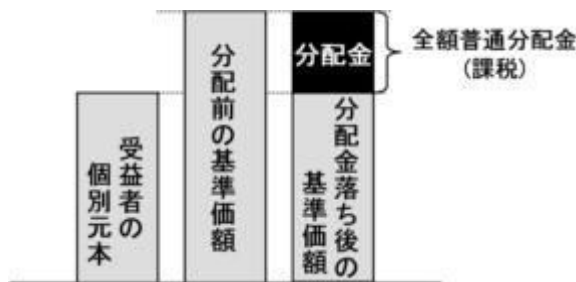 受益者の
個別元本
分配前の基準価額
分配金
分配金落ち後の
基準価額
全額普通分配金
(課税)